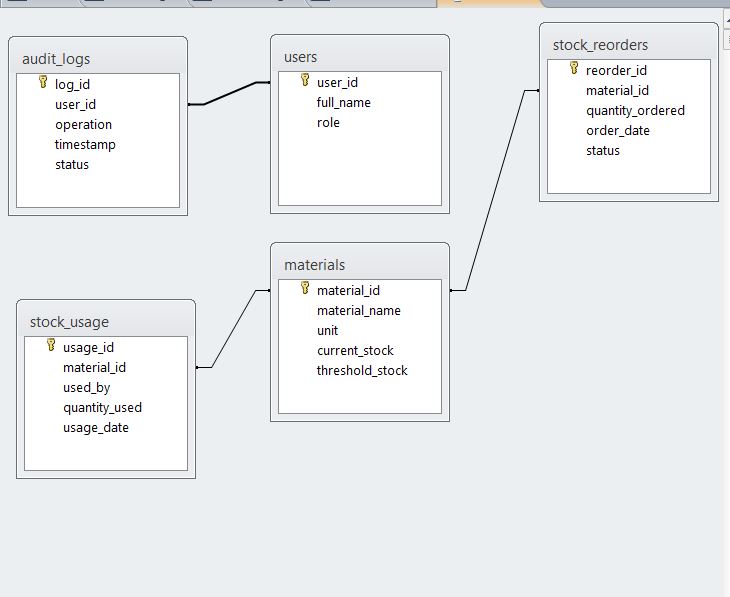 audit_logs
log_id
user_id
operation
timestamp
status
users
user_id
full_name
role
stock_reorders
reorder_id
material_id
quantity_ordered
order_date
status
materials
material_id
material_name
unit
current_stock
threshold_stock
stock_usage
usage_id
material_id
used_by
quantity_used
usage_date